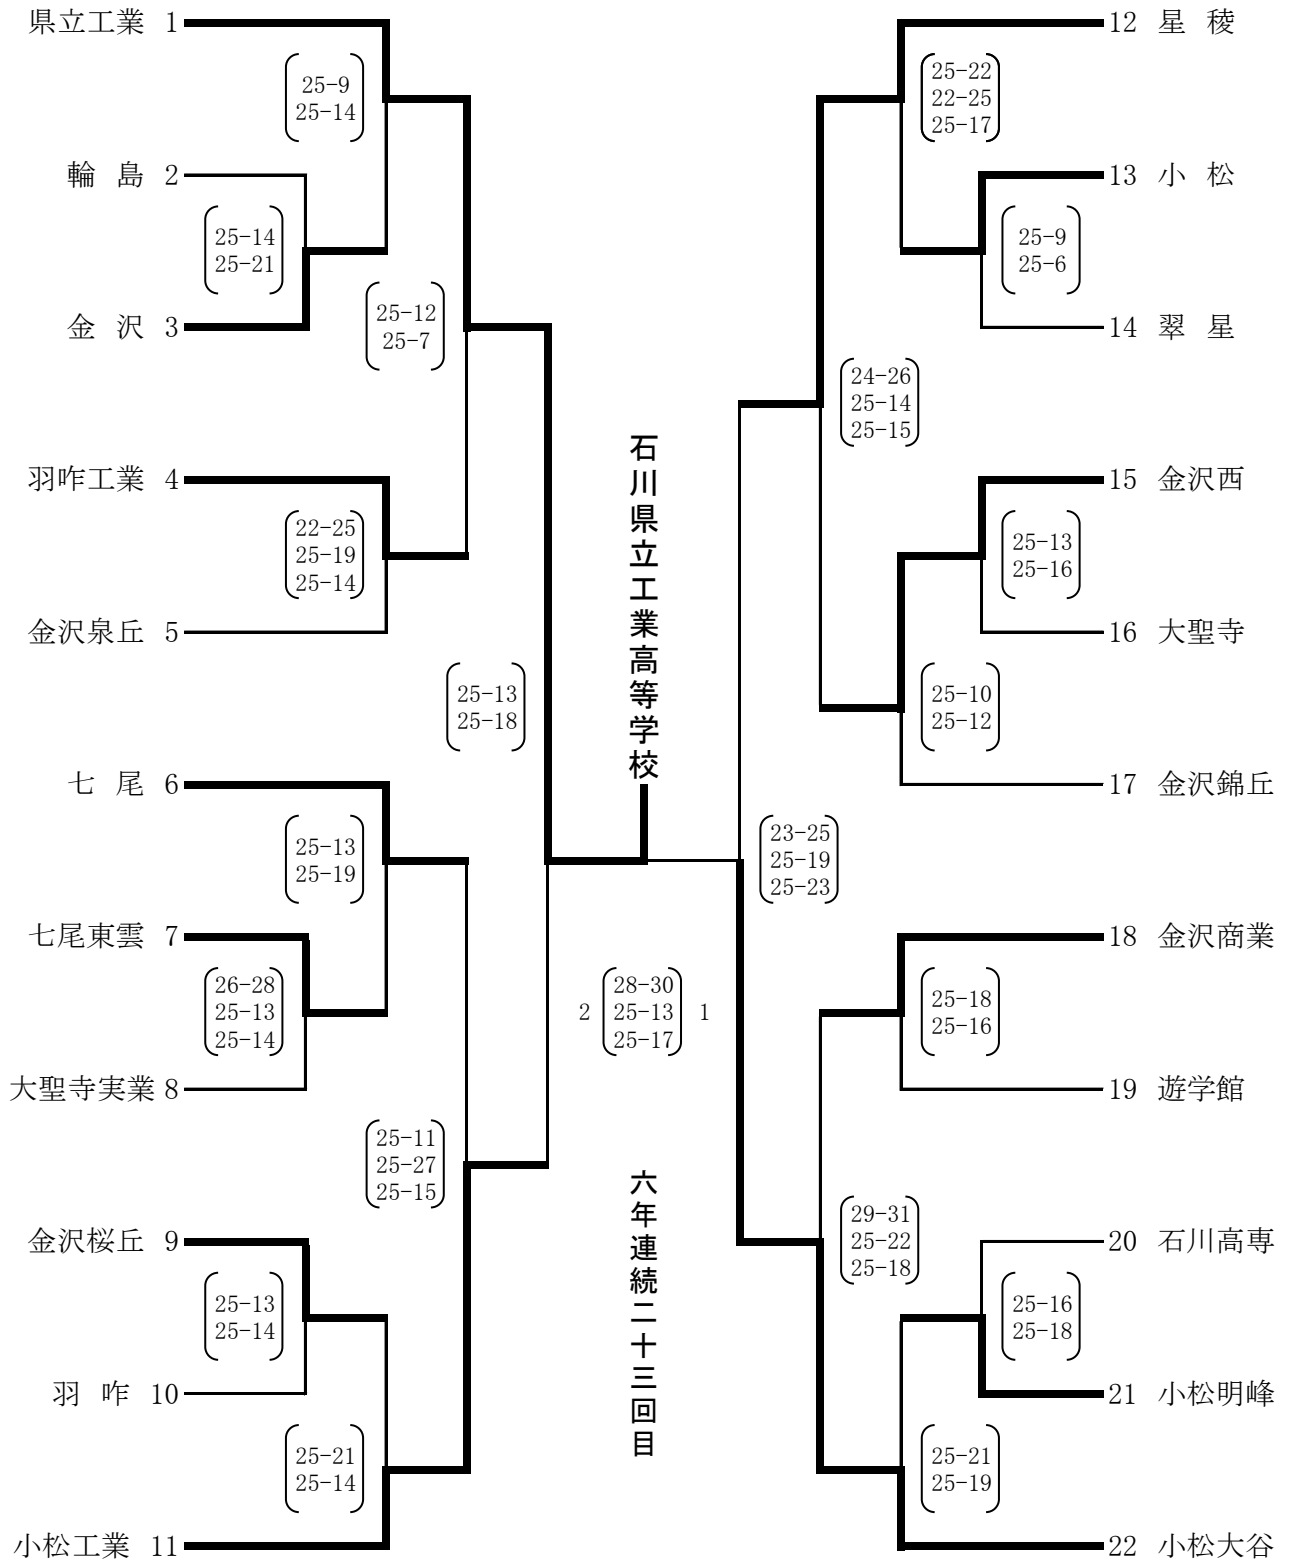 県立工業 1
25-9
25-14
輪 島 2
25-14
25-21
金 沢 3
25-12
25-7
羽咋工業 4
22-25
25-19
25-14
金沢泉丘 5
25-13
25-18
七 尾 6
25-13
25-19
七尾東雲 7
26-28
25-13
25-14
大聖寺実業 8
25-11
25-27
25-15
金沢桜丘 9
25-13
25-14
羽 咋 10
25-21
25-14
小松工業 11
石川県立工業高等学校
2 28-30 1
25-13
25-17
六年連続二十三回目
12 星 稜
25-22
22-25
25-17
13 小 松
25-9
25-6
14 翠 星
24-26
25-14
25-15
15 金沢西
25-13
25-16
16 大聖寺
25-10
25-12
17 金沢錦丘
23-25
25-19
25-23
18 金沢商業
25-18
25-16
19 遊学館
29-31
25-22
25-18
20 石川高専
25-16
25-18
21 小松明峰
25-21
25-19
22 小松大谷